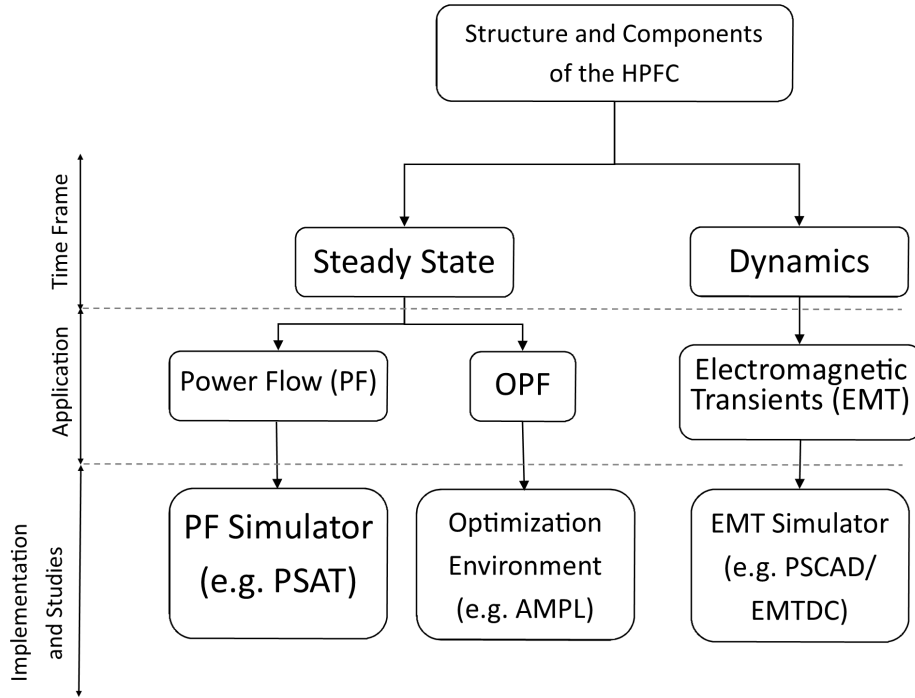 Structure and Components
of the HPFC
Time Frame
Steady State
Dynamics
Application
Power Flow (PF)
OPF
Electromagnetic
Transients (EMT)
Implementation
and Studies
PF Simulator
(e.g. PSAT)
Optimization
Environment
(e.g. AMPL)
EMT Simulator
(e.g. PSCAD/
EMTDC)